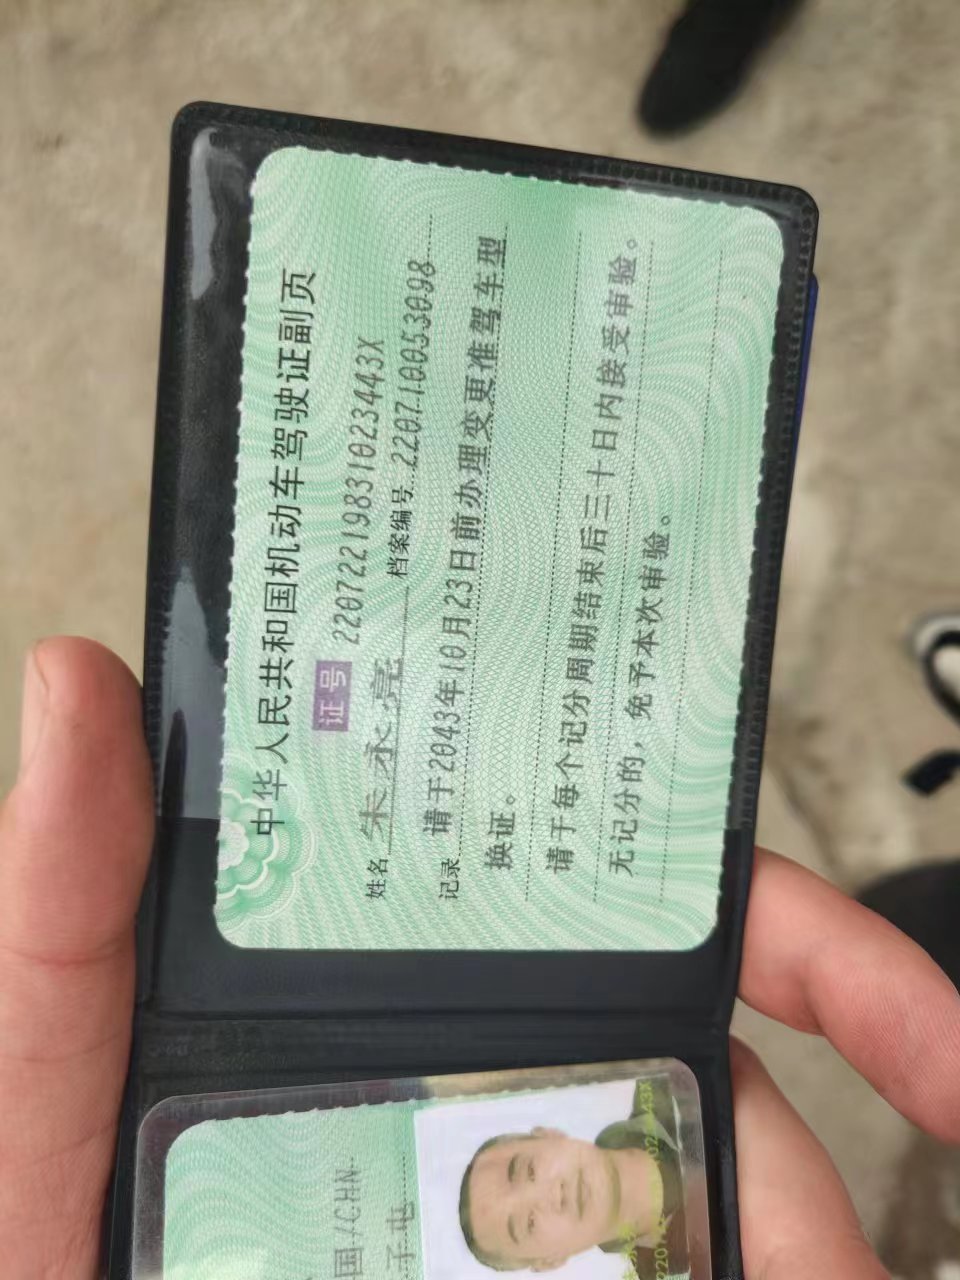 中华人民共和国机动车驾驶证副页
证号 22072219831023443X
姓名 朱永亮 档案编号 220710053098
记录 请于2043年10月23日前办理变更准驾车型
换证。
请于每个记分周期结束后三十日内接受审验。
无记分的，免予本次审验。
国/CHN
子屯